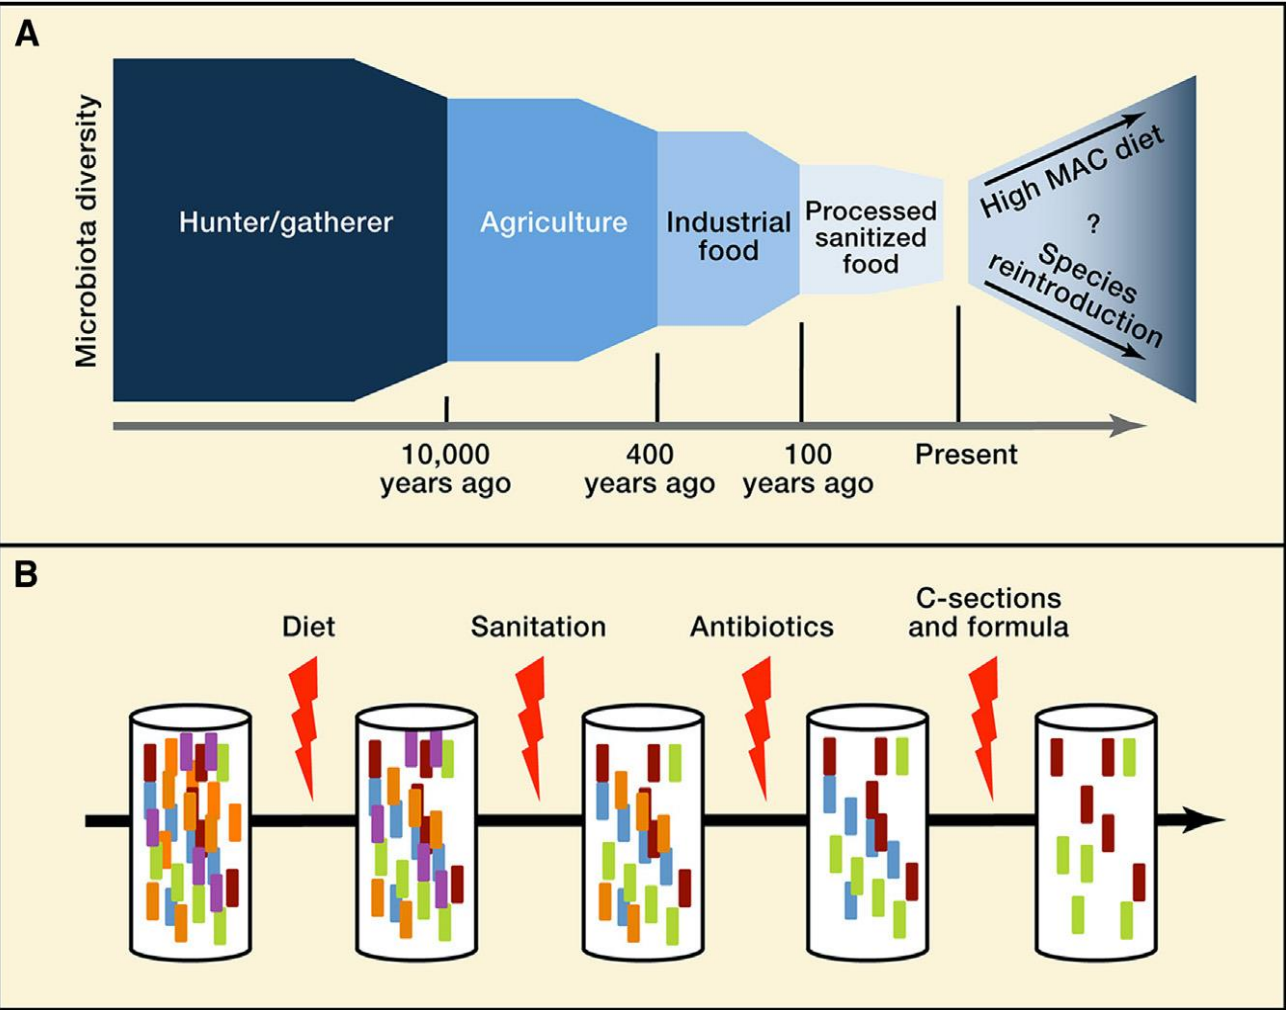 A
Microbiota diversity
Hunter/gatherer
Agriculture
Industrial
food
Processed
sanitized
food
High MAC diet
?
Species
reintroduction
10,000
years ago
400
years ago
100
years ago
Present
B
Diet
Sanitation
Antibiotics
C-sections
and formula